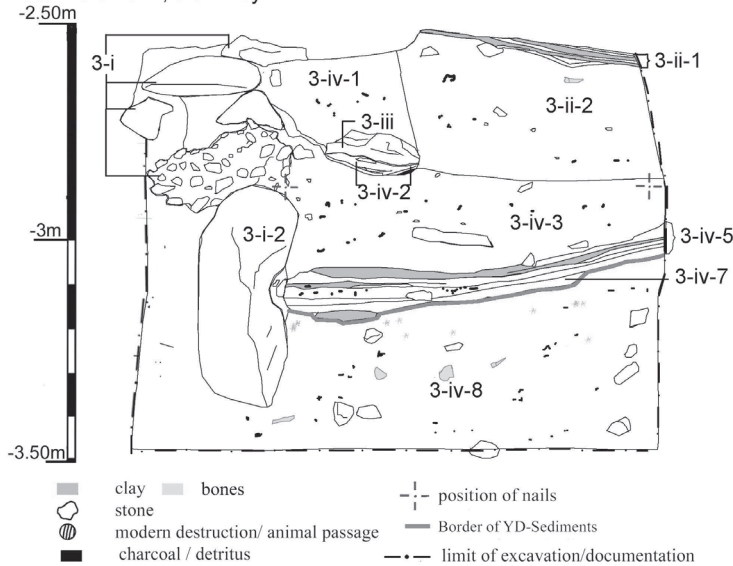 -2.50m
3-i
3-ii-1
3-iv-1
3-ii-2
3-iii
3-iv-2
3-iv-3
-3m
3-i-2
3-iv-5
3-iv-7
3-iv-8
-3.50m
clay bones
stone
modern destruction/ animal passage
charcoal / detritus
position of nails
Border of YD-Sediments
limit of excavation/documentation